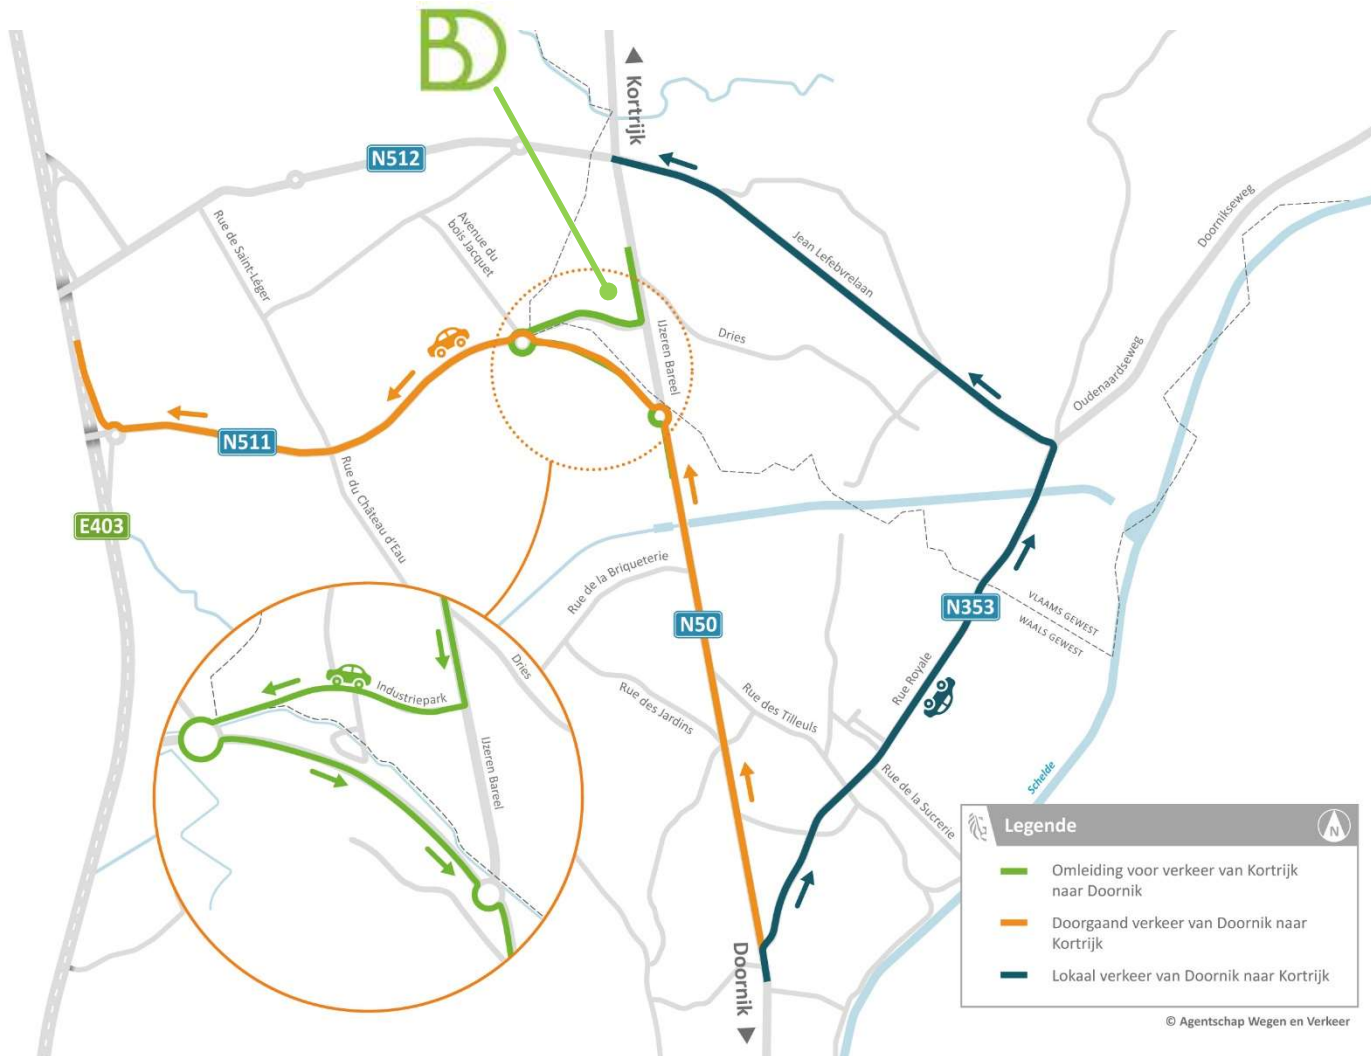 BD
Kortrijk
N512
Rue de Saint-Léger
Avenue du
bois Jacquet
Jean Lefebvrelaan
Doornikseweg
IJzeren Bareel
Dries
Oudenaardseweg
N511
Rue du Château d'Eau
E403
Rue de la Briqueterie
N50
N353
VLAAMS GEWEST
WAALS GEWEST
Dries
Rue des Jardins
Rue des Tilleuls
Rue Royale
Rue de la Sucrerie
Schelde
Industriepark
IJzeren Bareel
Doornik
Legende
N
Omleiding voor verkeer van Kortrijk
naar Doornik
Doorgaand verkeer van Doornik naar
Kortrijk
Lokaal verkeer van Doornik naar Kortrijk
© Agentschap Wegen en Verkeer